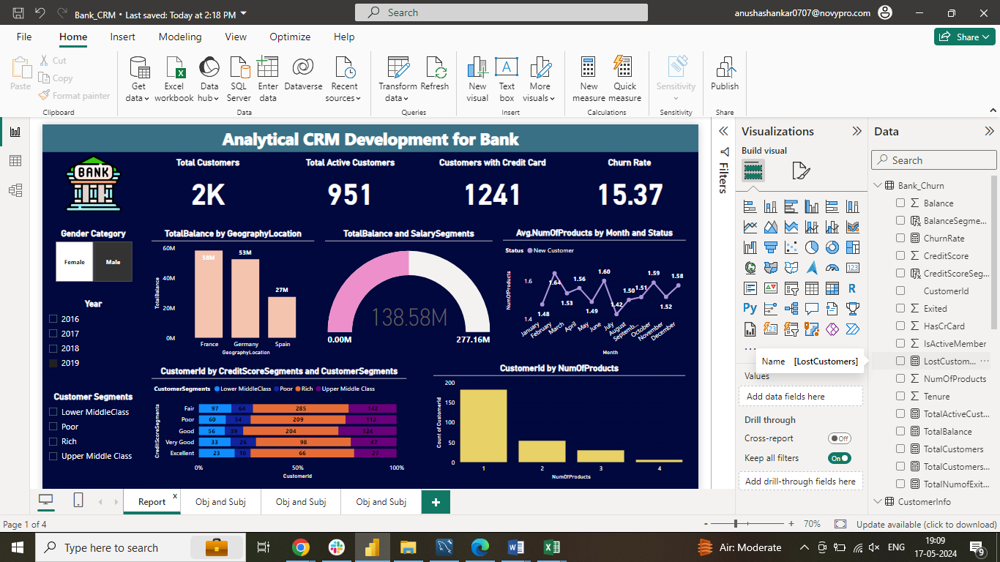 Bank_CRM • Last saved: Today at 2:18 PM
Search
anushashankar0707@novypro.com
File Home Insert Modeling View Optimize Help
Share
Paste
Cut
Copy
Format painter
Clipboard
Get data
Excel workbook
Data hub
SQL Server
Enter data
Dataverse
Recent sources
Data
Transform data
Refresh
Queries
New visual
Text box
More visuals
Insert
New measure
Quick measure
Calculations
Sensitivity
Sensitivity
Publish
Share
Analytical CRM Development for Bank
BANK
Total Customers
2K
Total Active Customers
951
Customers with Credit Card
1241
Churn Rate
15.37
Gender Category
Female Male
Year
2016
2017
2018
2019
Customer Segments
Lower MiddleClass
Poor
Rich
Upper Middle Class
TotalBalance by GeographyLocation
TotalBalance
60M
40M
20M
0M
58M
53M
27M
France Germany Spain
GeographyLocation
TotalBalance and SalarySegments
138.58M
0.00M 277.16M
Avg.NumOfProducts by Month and Status
Status New Customer
NumOfProducts
1.6
1.4
1.48 1.64 1.53 1.56 1.49 1.60 1.42 1.50 1.51 1.59 1.52 1.58
January February March April May June July August Septemb... October November December
Month
CustomerId by CreditScoreSegments and CustomerSegments
CustomerSegments Lower MiddleClass Poor Rich Upper Middle Class
CreditScoreSegments
Fair 97 64 285 142
Poor 60 54 209 112
Good 56 39 204 124
Very Good 33 26 98 47
Excellent 23 10 66 27
0% 50% 100%
CustomerId
CustomerId by NumOfProducts
Count of CustomerId
200
150
100
50
0
1 2 3 4
NumOfProducts
Filters
Visualizations
Build visual
R
Py
123
...
Name [LostCustomers]
Values
Add data fields here
Drill through
Cross-report Off
Keep all filters On
Add drill-through fields here
Data
Search
Bank_Churn
Balance
BalanceSegme...
ChurnRate
CreditScore
CreditScoreSeg...
CustomerId
Exited
HasCrCard
IsActiveMember
LostCustom... ...
NumOfProducts
Tenure
TotalActiveCust...
TotalBalance
TotalCustomers
TotalCustomers...
TotalNumofExit...
CustomerInfo
Report x
Obj and Subj
Obj and Subj
Obj and Subj
+
Page 1 of 4
- + 70%
Update available (click to download)
Type here to search
Air: Moderate
ENG
19:09
17-05-2024
9